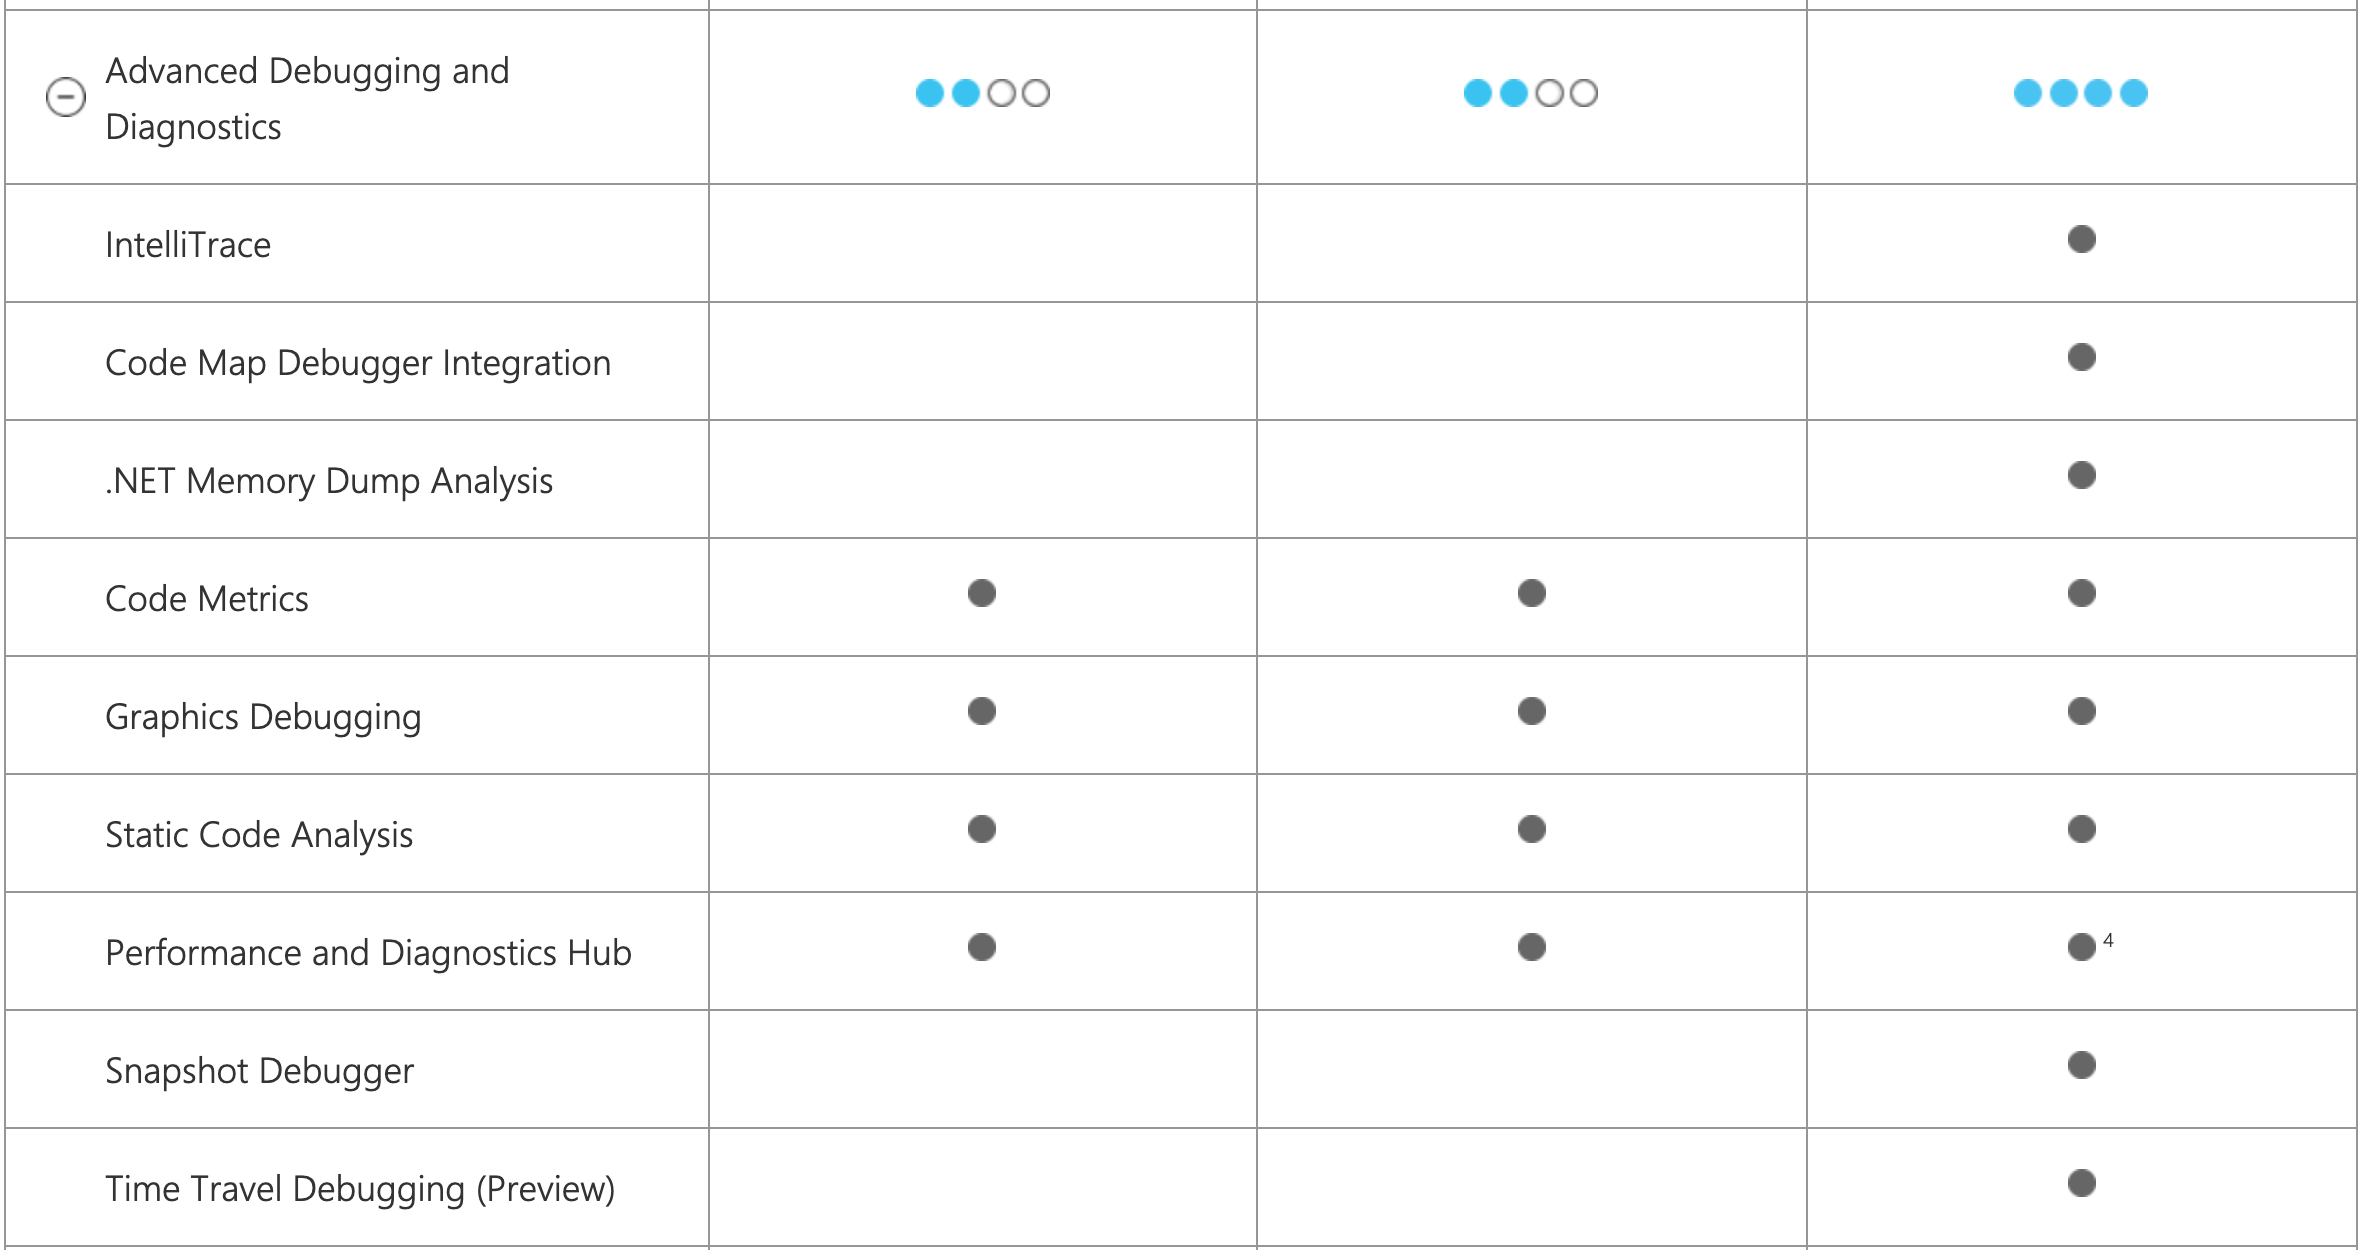 Advanced Debugging and
Diagnostics
IntelliTrace
Code Map Debugger Integration
.NET Memory Dump Analysis
Code Metrics
Graphics Debugging
Static Code Analysis
Performance and Diagnostics Hub
4
Snapshot Debugger
Time Travel Debugging (Preview)